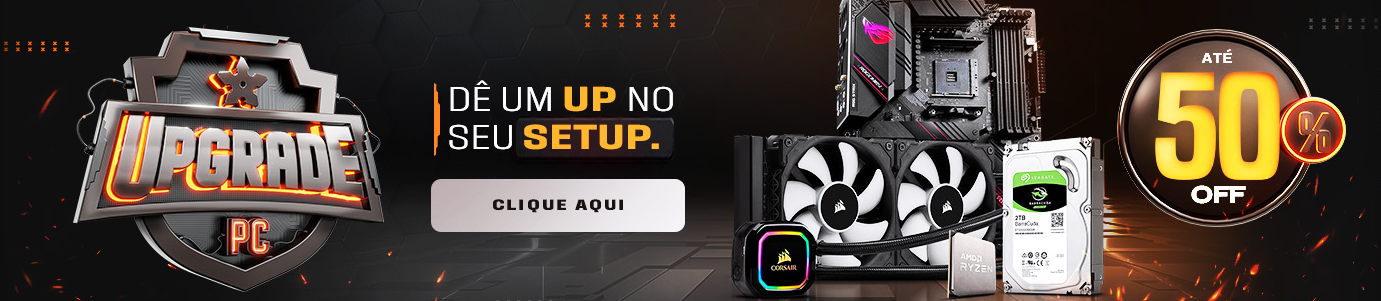 UPGRADE
PC
DÊ UM UP NO
SEU SETUP.
CLIQUE AQUI
CORSAIR
AMD
RYZEN
SEAGATE
BARRACUDA
2TB
BarraCuda
ATÉ
50%
OFF